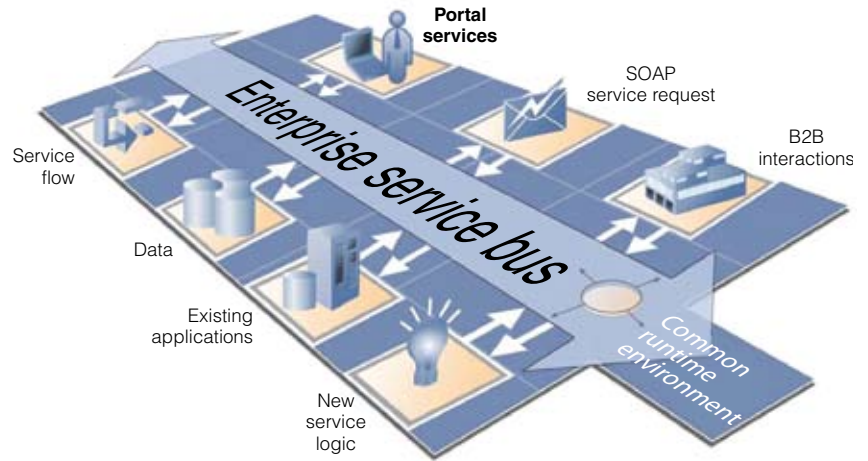 Portal
services
SOAP
service request
B2B
interactions
Enterprise service bus
Service
flow
Data
Existing
applications
New
service
logic
Common
runtime
environment